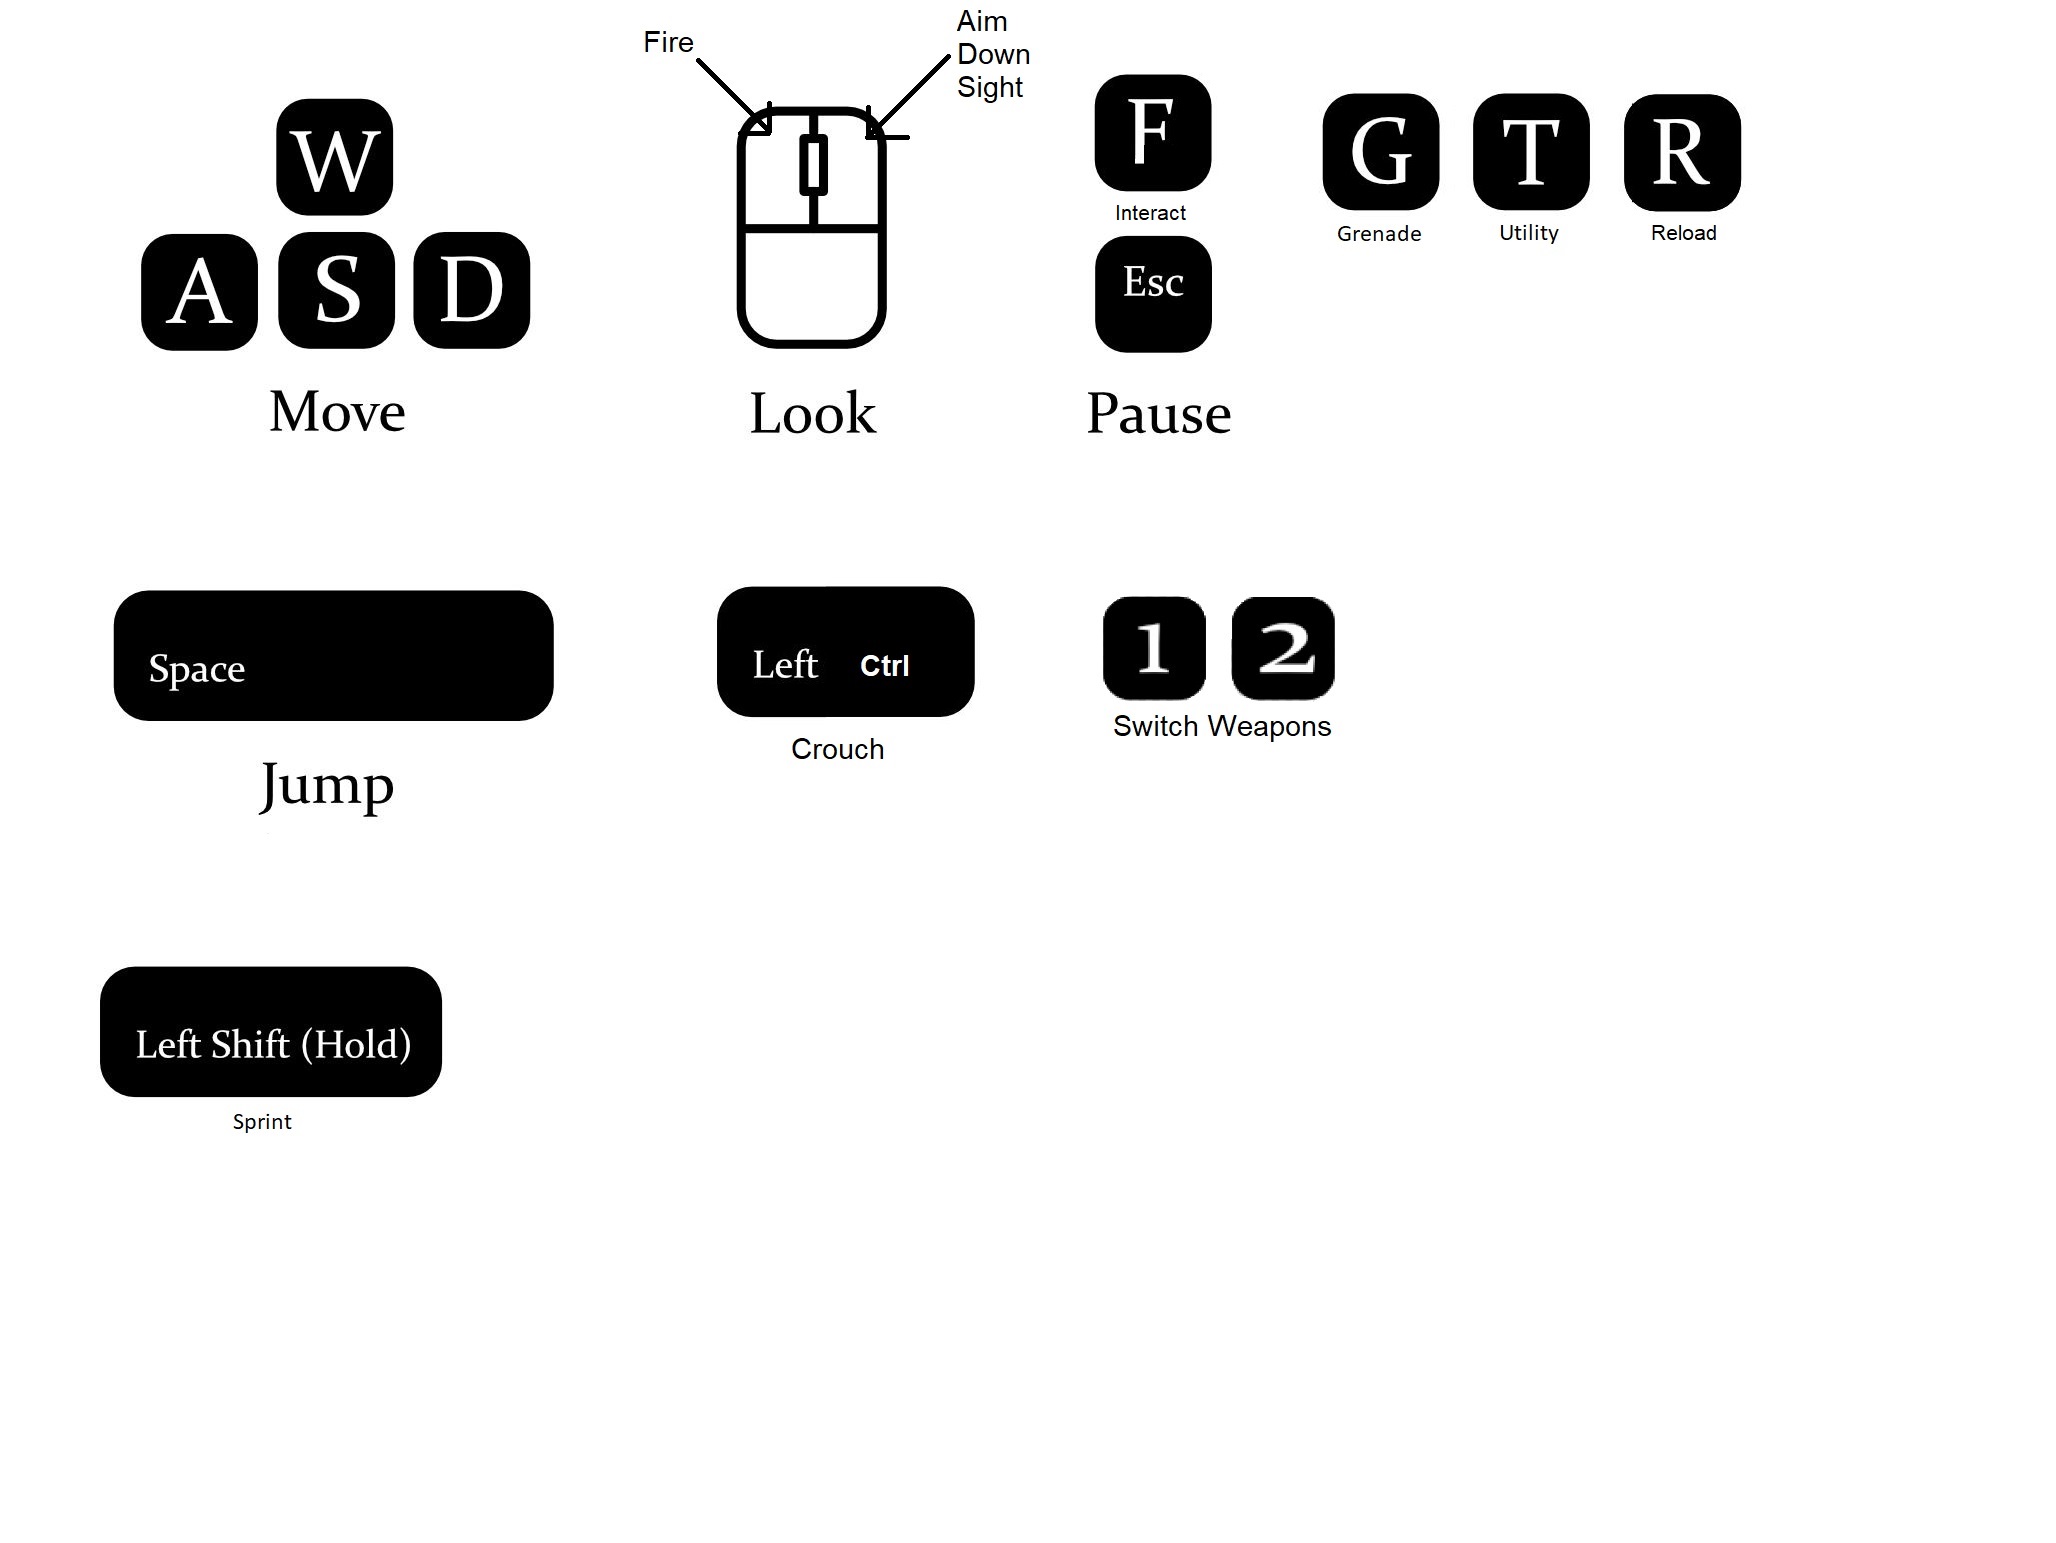 Fire
Aim
Down
Sight
W
A S D
Move
Look
F
Interact
Esc
Pause
G T R
Grenade Utility Reload
Space
Jump
Left Ctrl
Crouch
1 2
Switch Weapons
Left Shift (Hold)
Sprint